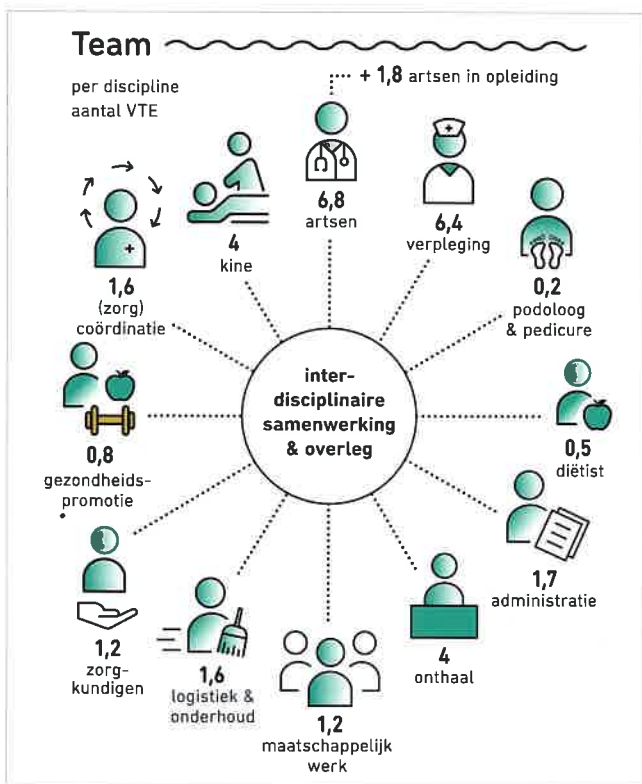 Team
per discipline
aantal VTE
+ 1,8 artsen in opleiding
6,8
artsen
6,4
verpleging
0,2
podoloog
& pedicure
0,5
diëtist
1,7
administratie
4
onthaal
1,2
maatschappelijk
werk
1,6
logistiek &
onderhoud
1,2
zorg-
kundigen
0,8
gezondheids-
promotie
1,6
(zorg)
coördinatie
4
kine
inter-
disciplinaire
samenwerking
& overleg